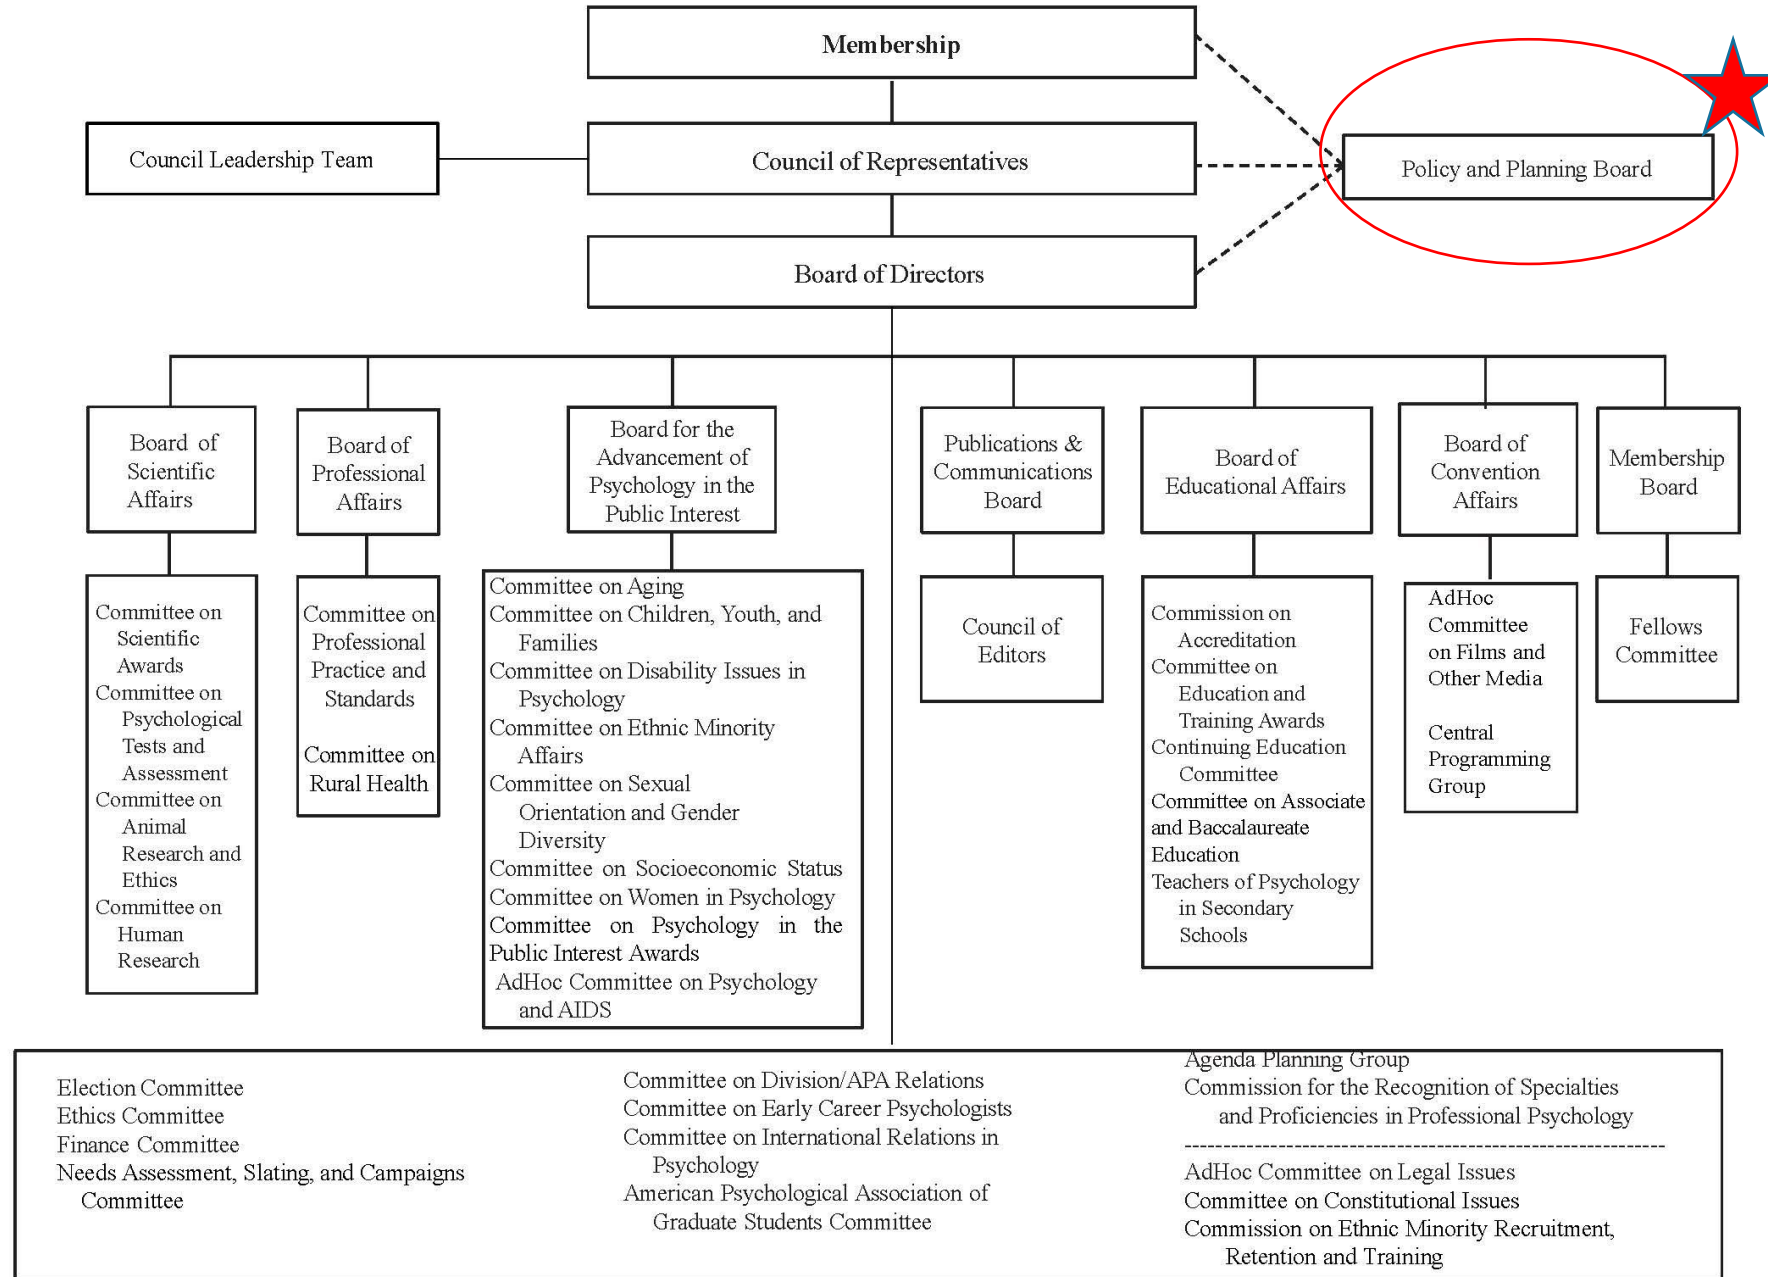 Membership
Council Leadership Team
Council of Representatives
Policy and Planning Board
Board of Directors
Board of
Scientific
Affairs
Board of
Professional
Affairs
Board for the
Advancement of
Psychology in the
Public Interest
Publications &
Communications
Board
Board of
Educational Affairs
Board of
Convention
Affairs
Membership
Board
Committee on
Scientific
Awards
Committee on
Psychological
Tests and
Assessment
Committee on
Animal
Research and
Ethics
Committee on
Human
Research
Committee on
Professional
Practice and
Standards
Committee on
Rural Health
Committee on Aging
Committee on Children, Youth, and
Families
Committee on Disability Issues in
Psychology
Committee on Ethnic Minority
Affairs
Committee on Sexual
Orientation and Gender
Diversity
Committee on Socioeconomic Status
Committee on Women in Psychology
Committee on Psychology in the
Public Interest Awards
AdHoc Committee on Psychology
and AIDS
Council of
Editors
Commission on
Accreditation
Committee on
Education and
Training Awards
Continuing Education
Committee
Committee on Associate
and Baccalaureate
Education
Teachers of Psychology
in Secondary
Schools
AdHoc
Committee
on Films and
Other Media
Central
Programming
Group
Fellows
Committee
Election Committee
Ethics Committee
Finance Committee
Needs Assessment, Slating, and Campaigns
Committee
Committee on Division/APA Relations
Committee on Early Career Psychologists
Committee on International Relations in
Psychology
American Psychological Association of
Graduate Students Committee
Agenda Planning Group
Commission for the Recognition of Specialties
and Proficiencies in Professional Psychology
AdHoc Committee on Legal Issues
Committee on Constitutional Issues
Commission on Ethnic Minority Recruitment,
Retention and Training